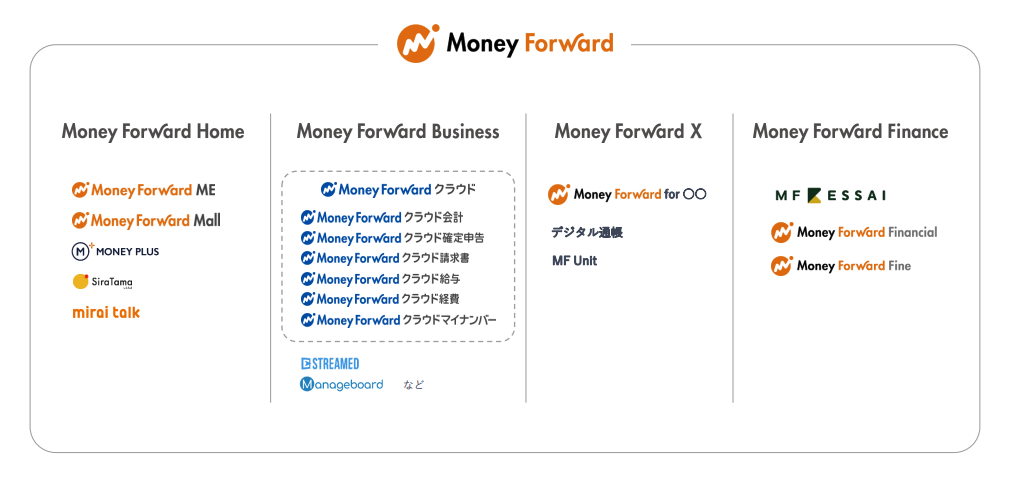 Money Forward
Money Forward Home
Money Forward ME
Money Forward Mall
MONEY PLUS
SiraTama
mirai talk
Money Forward Business
Money Forward クラウド
Money Forward クラウド会計
Money Forward クラウド確定申告
Money Forward クラウド請求書
Money Forward クラウド給与
Money Forward クラウド経費
Money Forward クラウドマイナンバー
STREAMED
Manageboard など
Money Forward X
Money Forward for 〇〇
デジタル通帳
MF Unit
Money Forward Finance
MF KESSAI
Money Forward Financial
Money Forward Fine